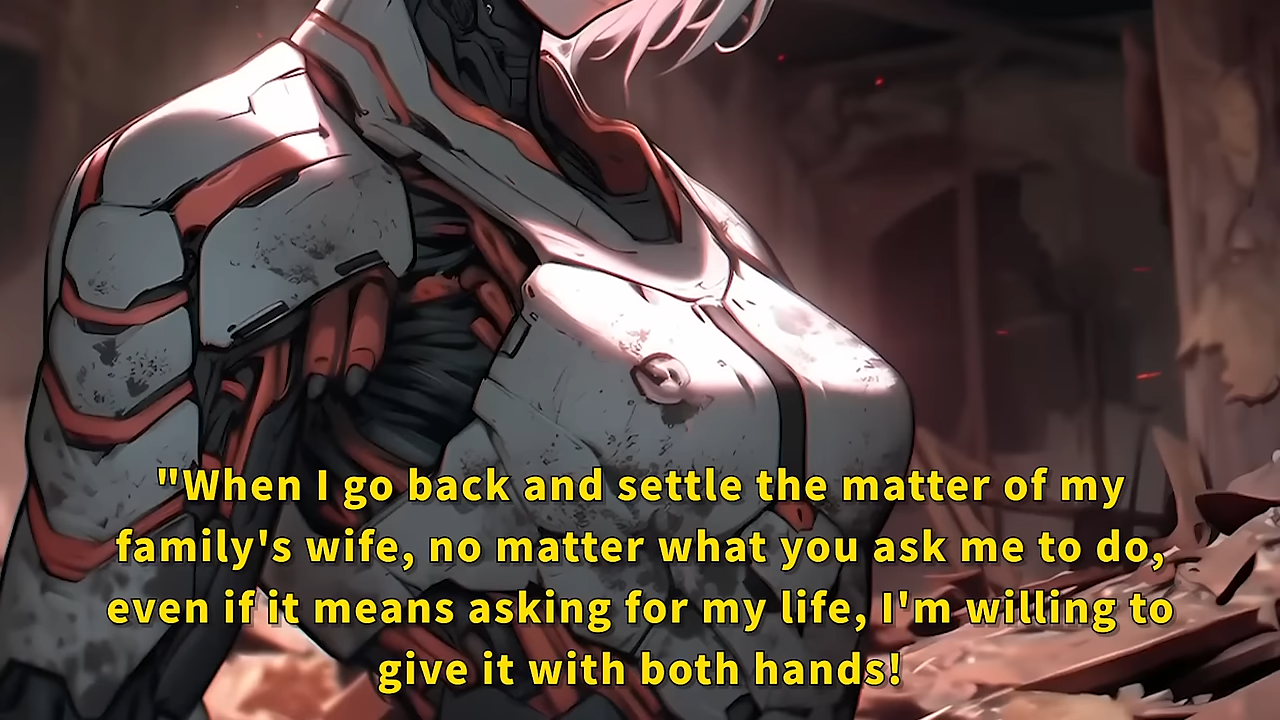 "When I go back and settle the matter of my
family's wife, no matter what you ask me to do,
even if it means asking for my life, I'm willing to
give it with both hands!